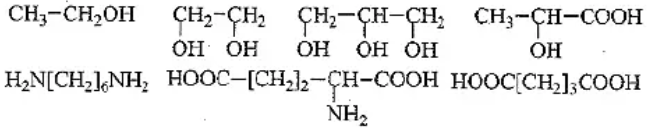 CH₃-CH₂OH CH₂-CH₂ CH₂-CH-CH₂ CH₃-CH-COOH
OH OH OH OH OH OH
H₂N[CH₂]₆NH₂ HOOC-[CH₂]₂-CH-COOH HOOC[CH₂]₃COOH
NH₂